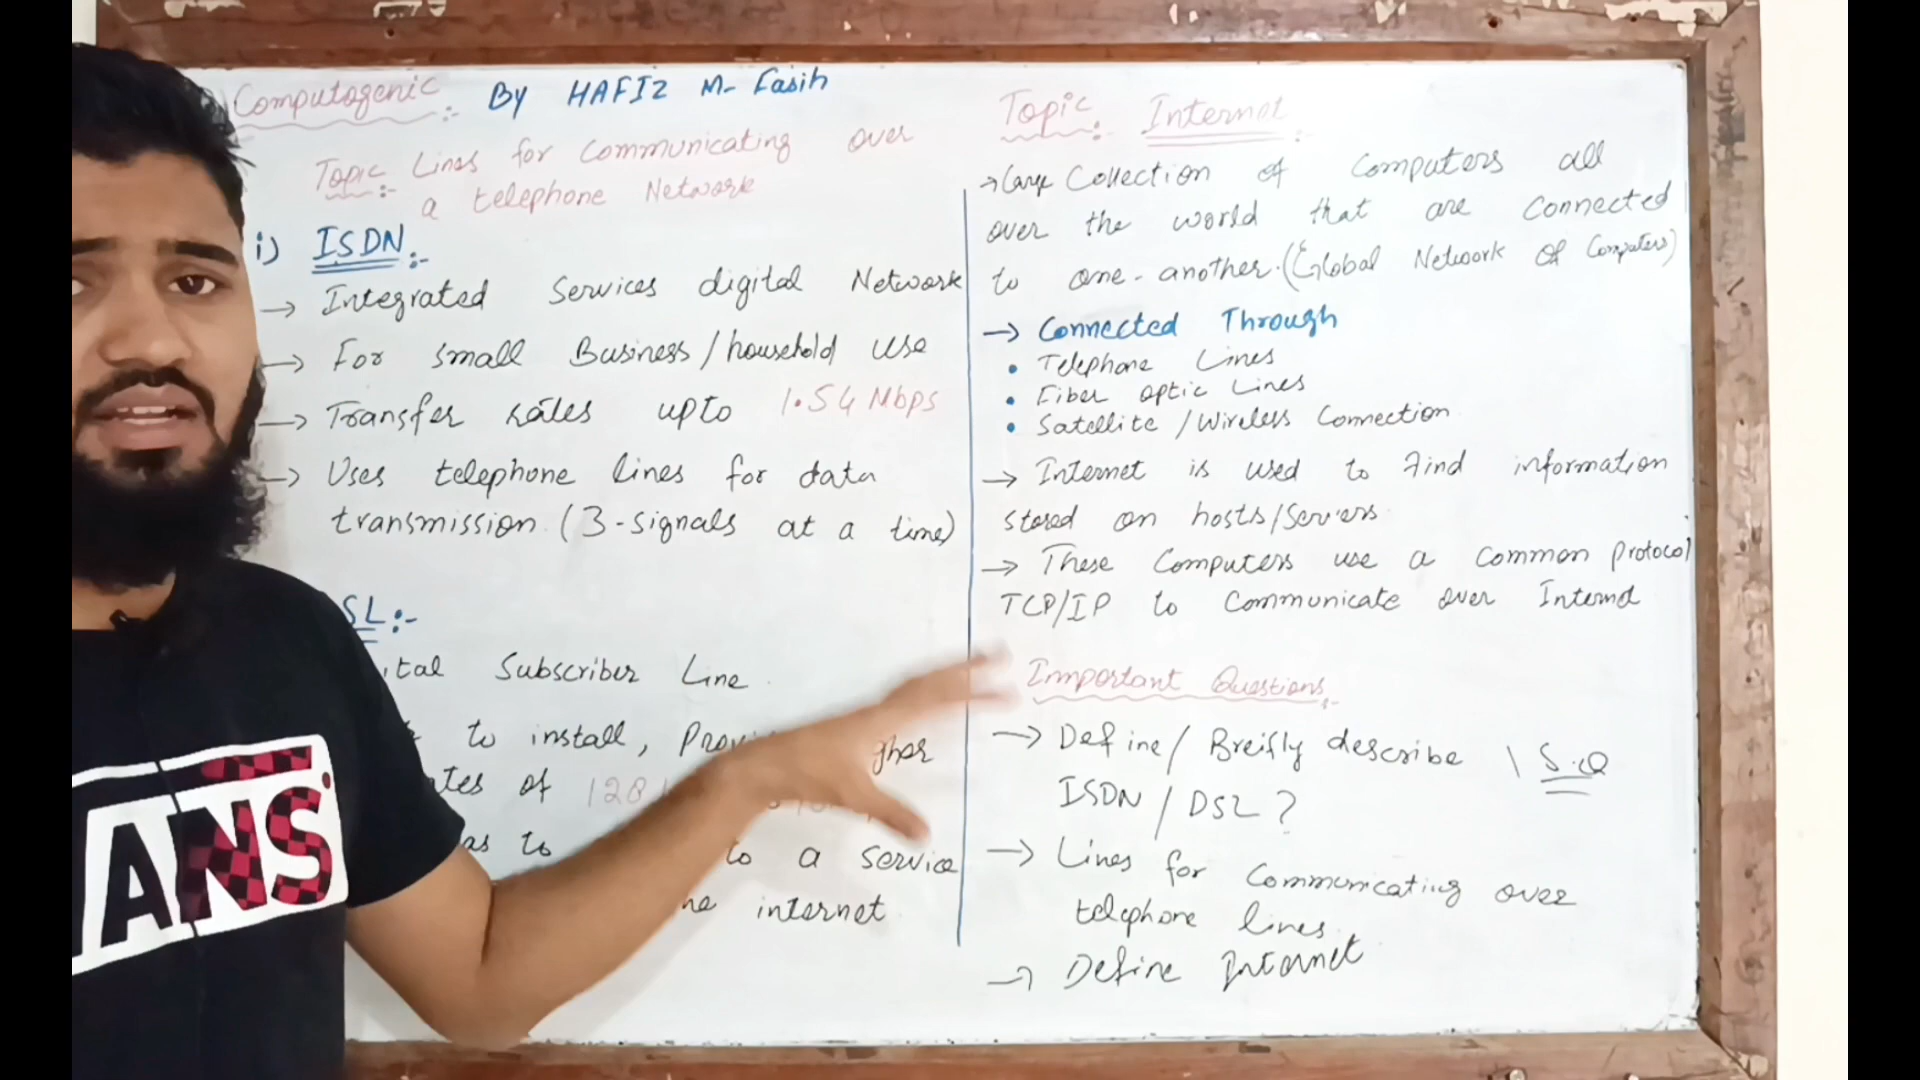 Computogenic :- By HAFIZ M- Fasih
Topic :- Lines for Communicating over
a telephone Network
i) ISDN :-
→ Integrated Services digital Network
→ For small Business/household use
→ Transfer rates upto 1.54 Mbps
→ Uses telephone lines for data
transmission (3-signals at a time)
SL :-
ital Subscriber Line
to install,
of 128
as to to a service
internet
Topic :- Internet :-
→ Large Collection of Computers all
over the world that are Connected
to one-another. (Global Network Of Computers)
→ Connected Through
• Telephone Lines
• Fiber optic Lines
• Satellite / Wireless Connection
→ Internet is used to find information
stored on hosts/Servers
→ These Computers use a Common Protocol
TCP/IP to Communicate over Internet
Important Questions :-
→ Define / Breifly describe \ S.Q
ISDN / DSL ?
→ Lines for Communicating over
telephone lines
→ Define Internet
ANS